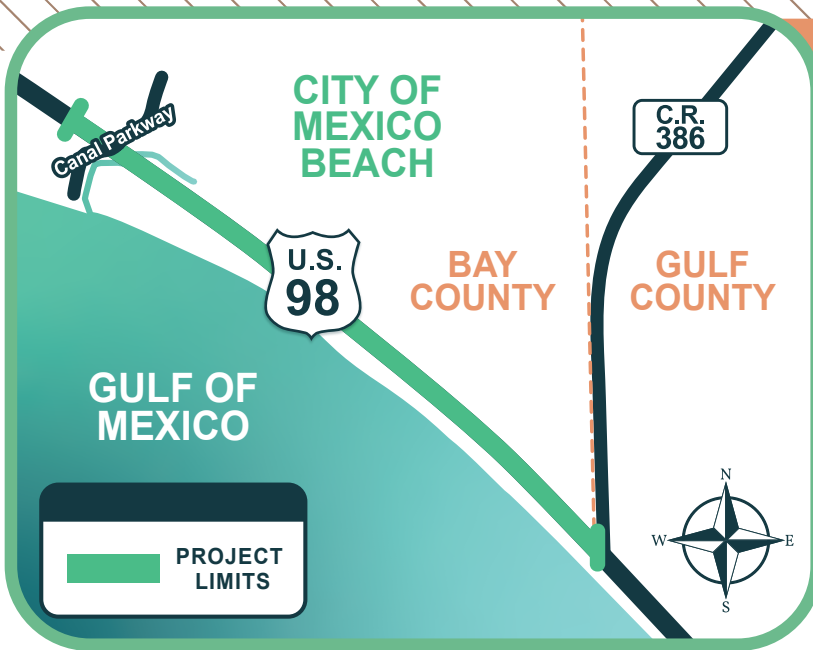 CITY OF
MEXICO
BEACH
C.R.
386
Canal Parkway
U.S.
98
BAY
COUNTY
GULF
COUNTY
GULF OF
MEXICO
PROJECT
LIMITS
N
W
E
S